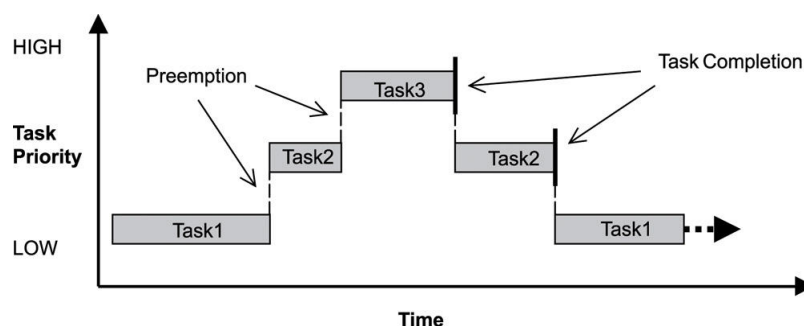 HIGH
Preemption
Task Completion
Task3
Task
Priority
Task2
Task2
Task1
Task1
LOW
Time